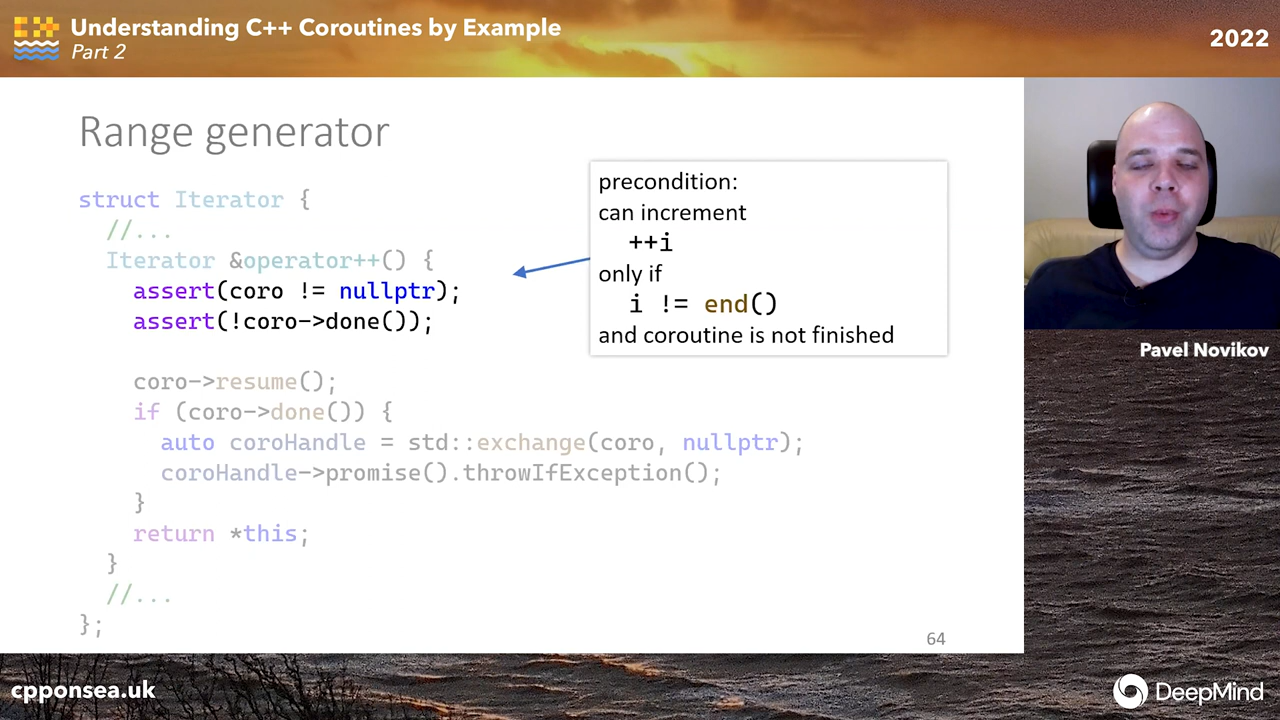 Understanding C++ Coroutines by Example
Part 2
2022
Range generator
struct Iterator {
//...
Iterator &operator++() {
assert(coro != nullptr);
assert(!coro->done());
coro->resume();
if (coro->done()) {
auto coroHandle = std::exchange(coro, nullptr);
coroHandle->promise().throwIfException();
}
return *this;
}
//...
};
precondition:
can increment
++i
only if
i != end()
and coroutine is not finished
64
Pavel Novikov
cpponsea.uk
DeepMind